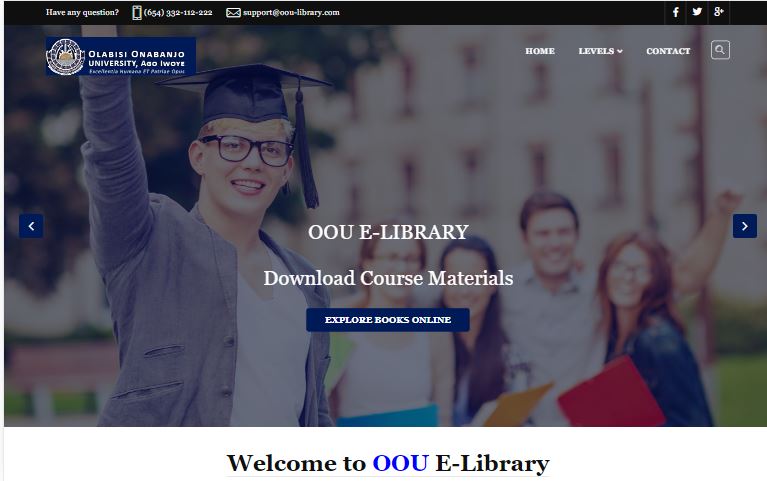 Have any question? (654) 332-112-222 support@oou-library.com
OLABISI ONABANJO
UNIVERSITY, AGO IWOYE
Excellentia Humana ET Patriae Opus
HOME LEVELS CONTACT
OOU E-LIBRARY
Download Course Materials
EXPLORE BOOKS ONLINE
Welcome to OOU E-Library